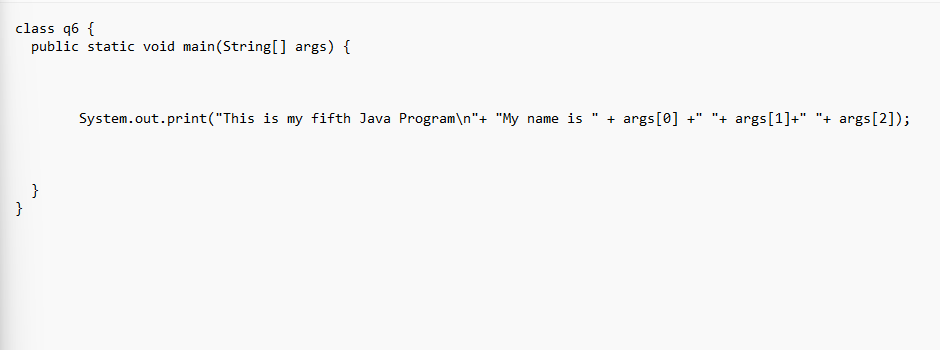 class q6 {
  public static void main(String[] args) {
        System.out.print("This is my fifth Java Program\n"+ "My name is " + args[0] +" "+ args[1]+" "+ args[2]);
  }
}